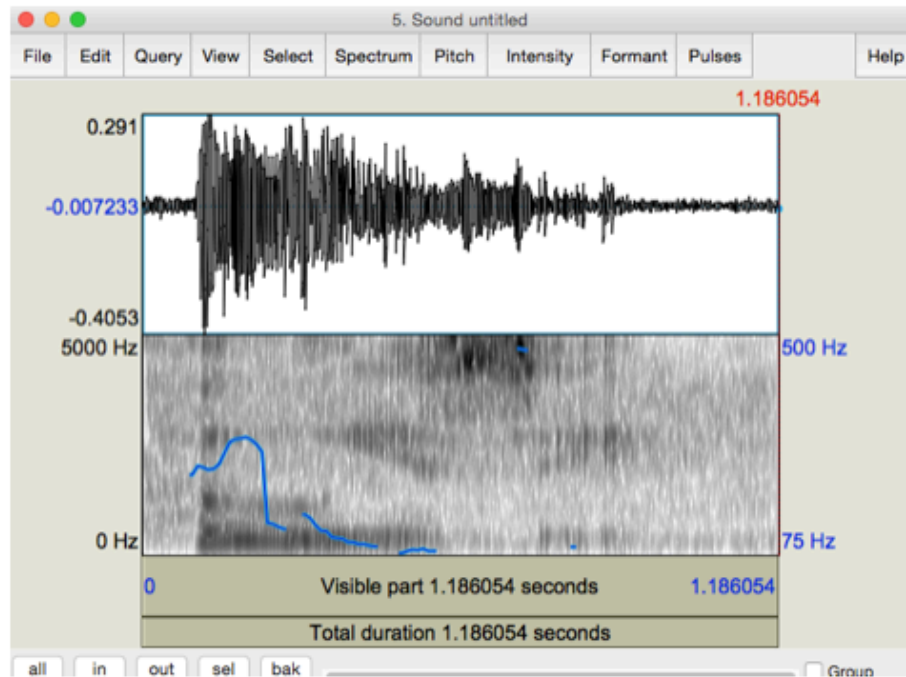 5. Sound untitled
File Edit Query View Select Spectrum Pitch Intensity Formant Pulses Help
1.186054
0.291
-0.007233
-0.4053
5000 Hz 500 Hz
0 Hz 75 Hz
0 Visible part 1.186054 seconds 1.186054
Total duration 1.186054 seconds
all in out sel bak Group